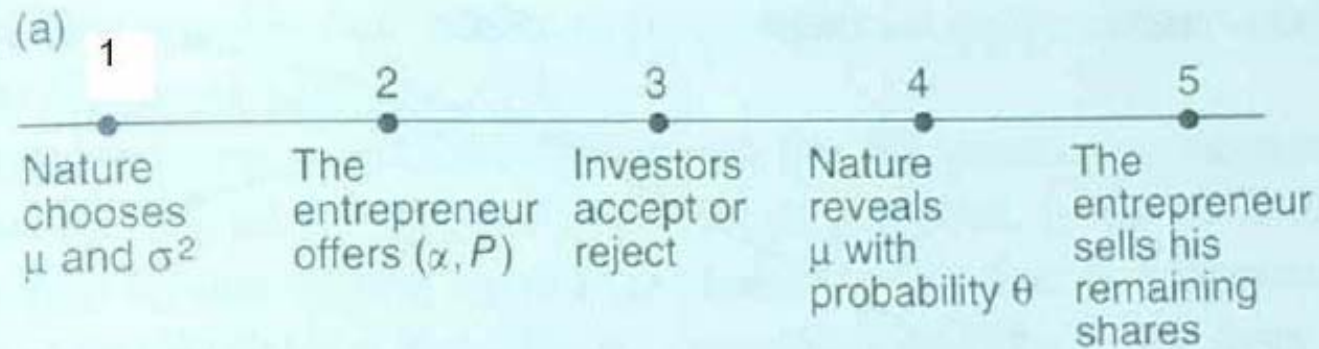 (a)
1 2 3 4 5
Nature
chooses
μ and σ²
The
entrepreneur
offers (α, P)
Investors
accept or
reject
Nature
reveals
μ with
probability θ
The
entrepreneur
sells his
remaining
shares